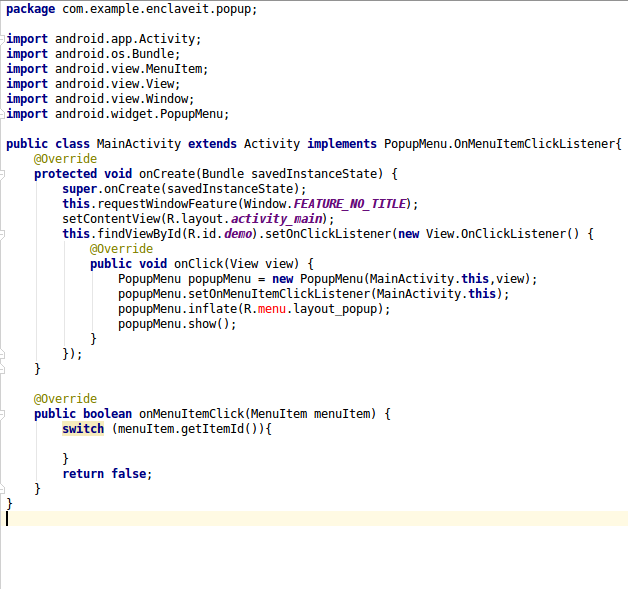 package com.example.enclaveit.popup;
import android.app.Activity;
import android.os.Bundle;
import android.view.MenuItem;
import android.view.View;
import android.view.Window;
import android.widget.PopupMenu;
public class MainActivity extends Activity implements PopupMenu.OnMenuItemClickListener{
@Override
protected void onCreate(Bundle savedInstanceState) {
super.onCreate(savedInstanceState);
this.requestWindowFeature(Window.FEATURE_NO_TITLE);
setContentView(R.layout.activity_main);
this.findViewById(R.id.demo).setOnClickListener(new View.OnClickListener() {
@Override
public void onClick(View view) {
PopupMenu popupMenu = new PopupMenu(MainActivity.this,view);
popupMenu.setOnMenuItemClickListener(MainActivity.this);
popupMenu.inflate(R.menu.layout_popup);
popupMenu.show();
}
});
}
@Override
public boolean onMenuItemClick(MenuItem menuItem) {
switch (menuItem.getItemId()){
}
return false;
}
}